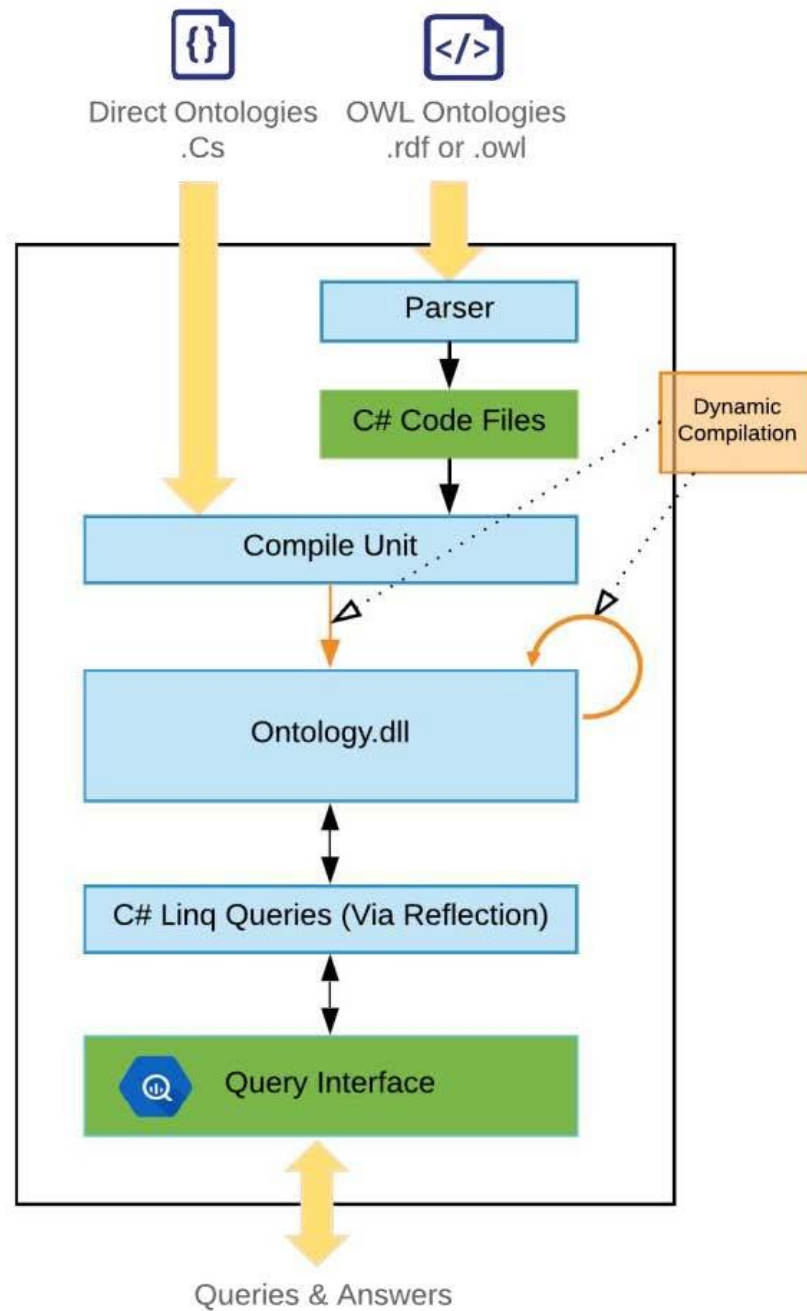 {}
</>
Direct Ontologies
.Cs
OWL Ontologies
.rdf or .owl
Parser
C# Code Files
Dynamic
Compilation
Compile Unit
Ontology.dll
C# Linq Queries (Via Reflection)
Query Interface
Queries & Answers